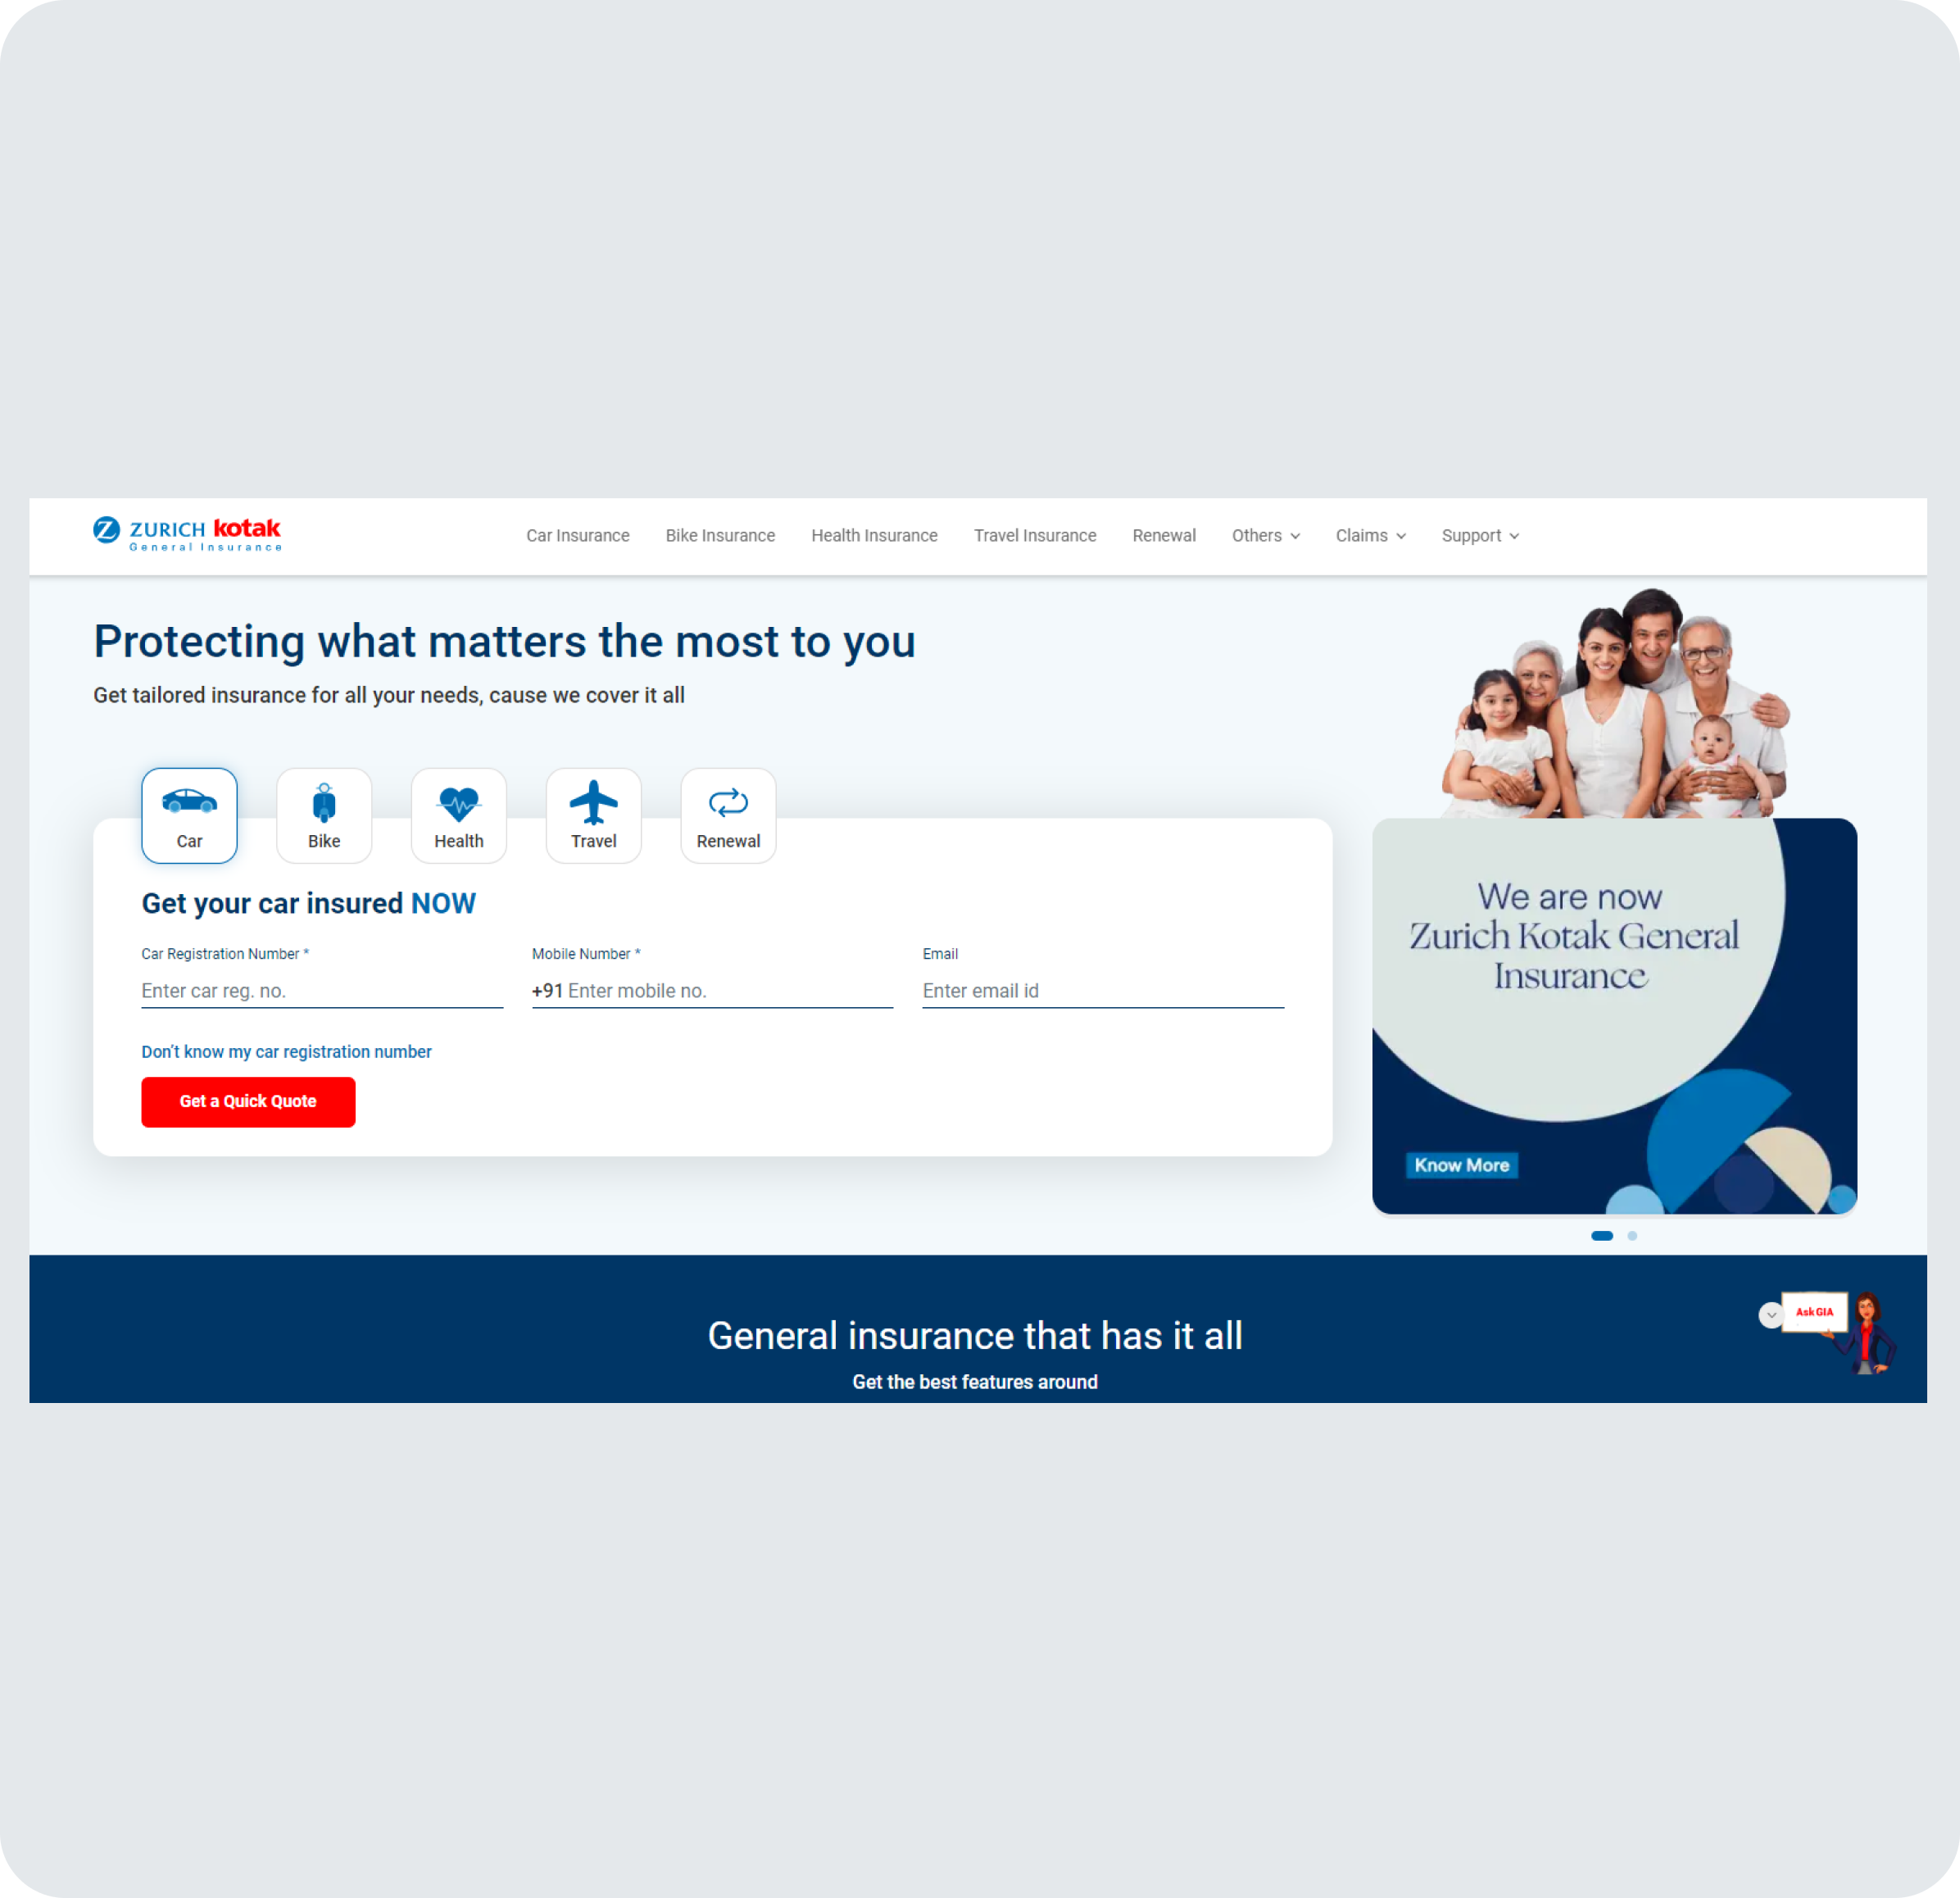 ZURICH kotak
General Insurance
Car Insurance Bike Insurance Health Insurance Travel Insurance Renewal Others Claims Support
Protecting what matters the most to you
Get tailored insurance for all your needs, cause we cover it all
Car Bike Health Travel Renewal
Get your car insured NOW
Car Registration Number * Mobile Number * Email
Enter car reg. no. +91 Enter mobile no. Enter email id
Don't know my car registration number
Get a Quick Quote
We are now
Zurich Kotak General
Insurance
Know More
Ask GIA
General insurance that has it all
Get the best features around